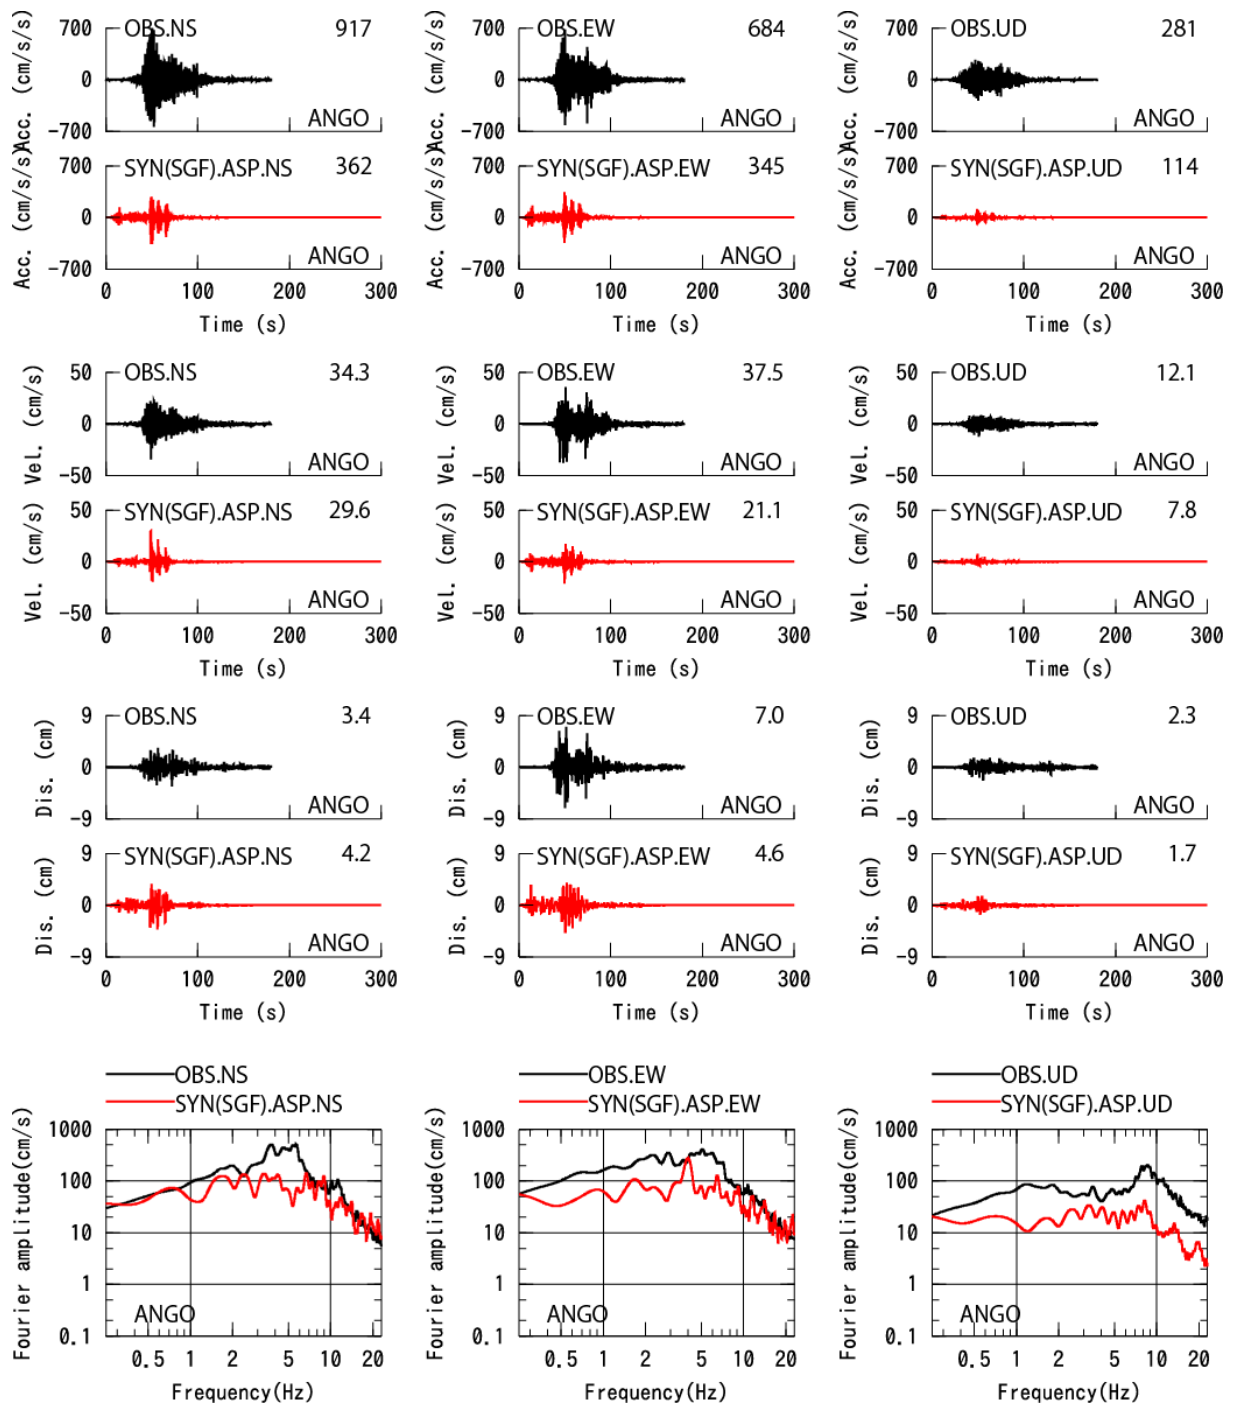 Acc. (cm/s/s) 700 0 -700 OBS.NS 917 ANGO
Acc. (cm/s/s) 700 0 -700 OBS.EW 684 ANGO
Acc. (cm/s/s) 700 0 -700 OBS.UD 281 ANGO
Acc. (cm/s/s) 700 0 -700 SYN(SGF).ASP.NS 362 ANGO
0 100 200 300
Time (s)
Acc. (cm/s/s) 700 0 -700 SYN(SGF).ASP.EW 345 ANGO
0 100 200 300
Time (s)
Acc. (cm/s/s) 700 0 -700 SYN(SGF).ASP.UD 114 ANGO
0 100 200 300
Time (s)
Vel. (cm/s) 50 0 -50 OBS.NS 34.3 ANGO
Vel. (cm/s) 50 0 -50 OBS.EW 37.5 ANGO
Vel. (cm/s) 50 0 -50 OBS.UD 12.1 ANGO
Vel. (cm/s) 50 0 -50 SYN(SGF).ASP.NS 29.6 ANGO
0 100 200 300
Time (s)
Vel. (cm/s) 50 0 -50 SYN(SGF).ASP.EW 21.1 ANGO
0 100 200 300
Time (s)
Vel. (cm/s) 50 0 -50 SYN(SGF).ASP.UD 7.8 ANGO
0 100 200 300
Time (s)
Dis. (cm) 9 0 -9 OBS.NS 3.4 ANGO
Dis. (cm) 9 0 -9 OBS.EW 7.0 ANGO
Dis. (cm) 9 0 -9 OBS.UD 2.3 ANGO
Dis. (cm) 9 0 -9 SYN(SGF).ASP.NS 4.2 ANGO
0 100 200 300
Time (s)
Dis. (cm) 9 0 -9 SYN(SGF).ASP.EW 4.6 ANGO
0 100 200 300
Time (s)
Dis. (cm) 9 0 -9 SYN(SGF).ASP.UD 1.7 ANGO
0 100 200 300
Time (s)
OBS.NS
SYN(SGF).ASP.NS
Fourier amplitude(cm/s) 1000 100 10 1 0.1
ANGO
0.5 1 2 5 10 20
Frequency(Hz)
OBS.EW
SYN(SGF).ASP.EW
Fourier amplitude(cm/s) 1000 100 10 1 0.1
ANGO
0.5 1 2 5 10 20
Frequency(Hz)
OBS.UD
SYN(SGF).ASP.UD
Fourier amplitude(cm/s) 1000 100 10 1 0.1
ANGO
0.5 1 2 5 10 20
Frequency(Hz)